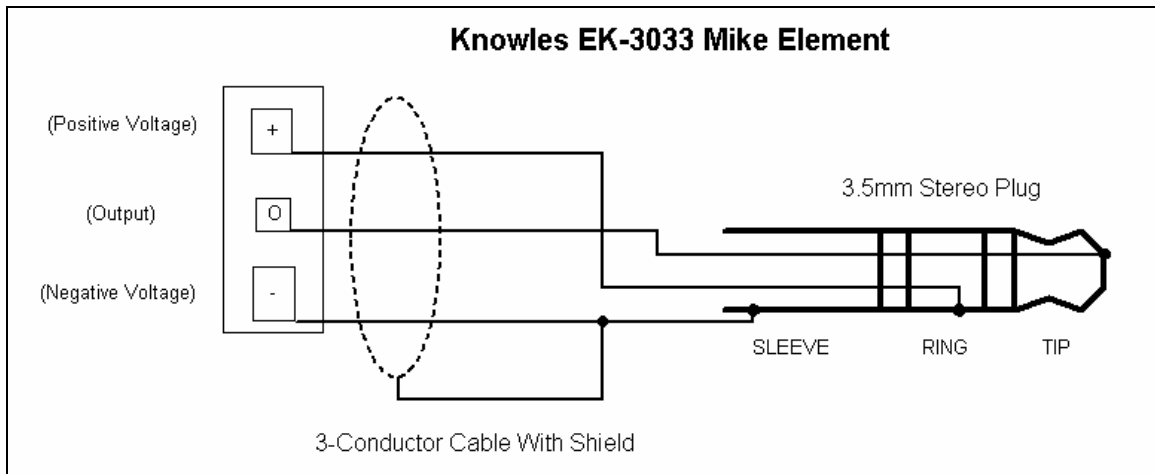 Knowles EK-3033 Mike Element
(Positive Voltage)
+
3.5mm Stereo Plug
(Output)
O
(Negative Voltage)
-
SLEEVE
RING
TIP
3-Conductor Cable With Shield